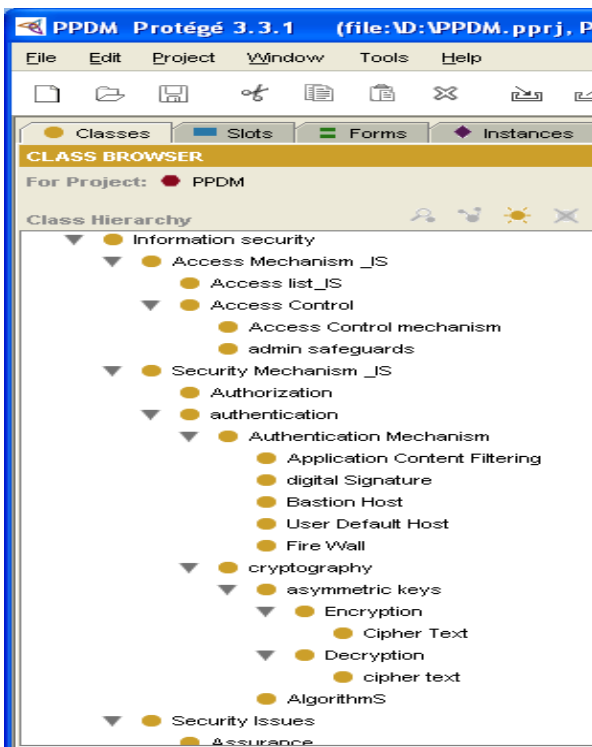 PPDM Protégé 3.3.1 (file:\D:\PPDM.pprj, P
File Edit Project Window Tools Help
Classes Slots Forms Instances
CLASS BROWSER
For Project: PPDM
Class Hierarchy
Information security
Access Mechanism _IS
Access list_IS
Access Control
Access Control mechanism
admin safeguards
Security Mechanism _IS
Authorization
authentication
Authentication Mechanism
Application Content Filtering
digital Signature
Bastion Host
User Default Host
Fire Wall
cryptography
asymmetric keys
Encryption
Cipher Text
Decryption
cipher text
AlgorithmS
Security Issues
Assurance